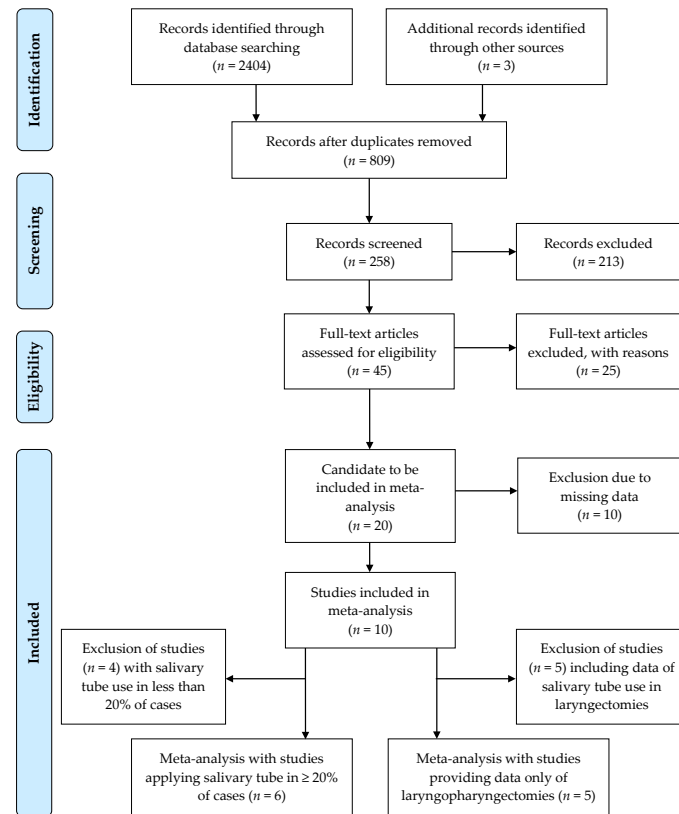 Identification
Records identified through
database searching
(n = 2404)
Additional records identified
through other sources
(n = 3)
Records after duplicates removed
(n = 809)
Screening
Records screened
(n = 258)
Records excluded
(n = 213)
Eligibility
Full-text articles
assessed for eligibility
(n = 45)
Full-text articles
excluded, with reasons
(n = 25)
Included
Candidate to be
included in meta-
analysis
(n = 20)
Exclusion due to
missing data
(n = 10)
Studies included in
meta-analysis
(n = 10)
Exclusion of studies
(n = 4) with salivary
tube use in less than
20% of cases
Exclusion of studies
(n = 5) including data of
salivary tube use in
laryngectomies
Meta-analysis with studies
applying salivary tube in ≥ 20%
of cases (n = 6)
Meta-analysis with studies
providing data only of
laryngopharyngectomies (n = 5)